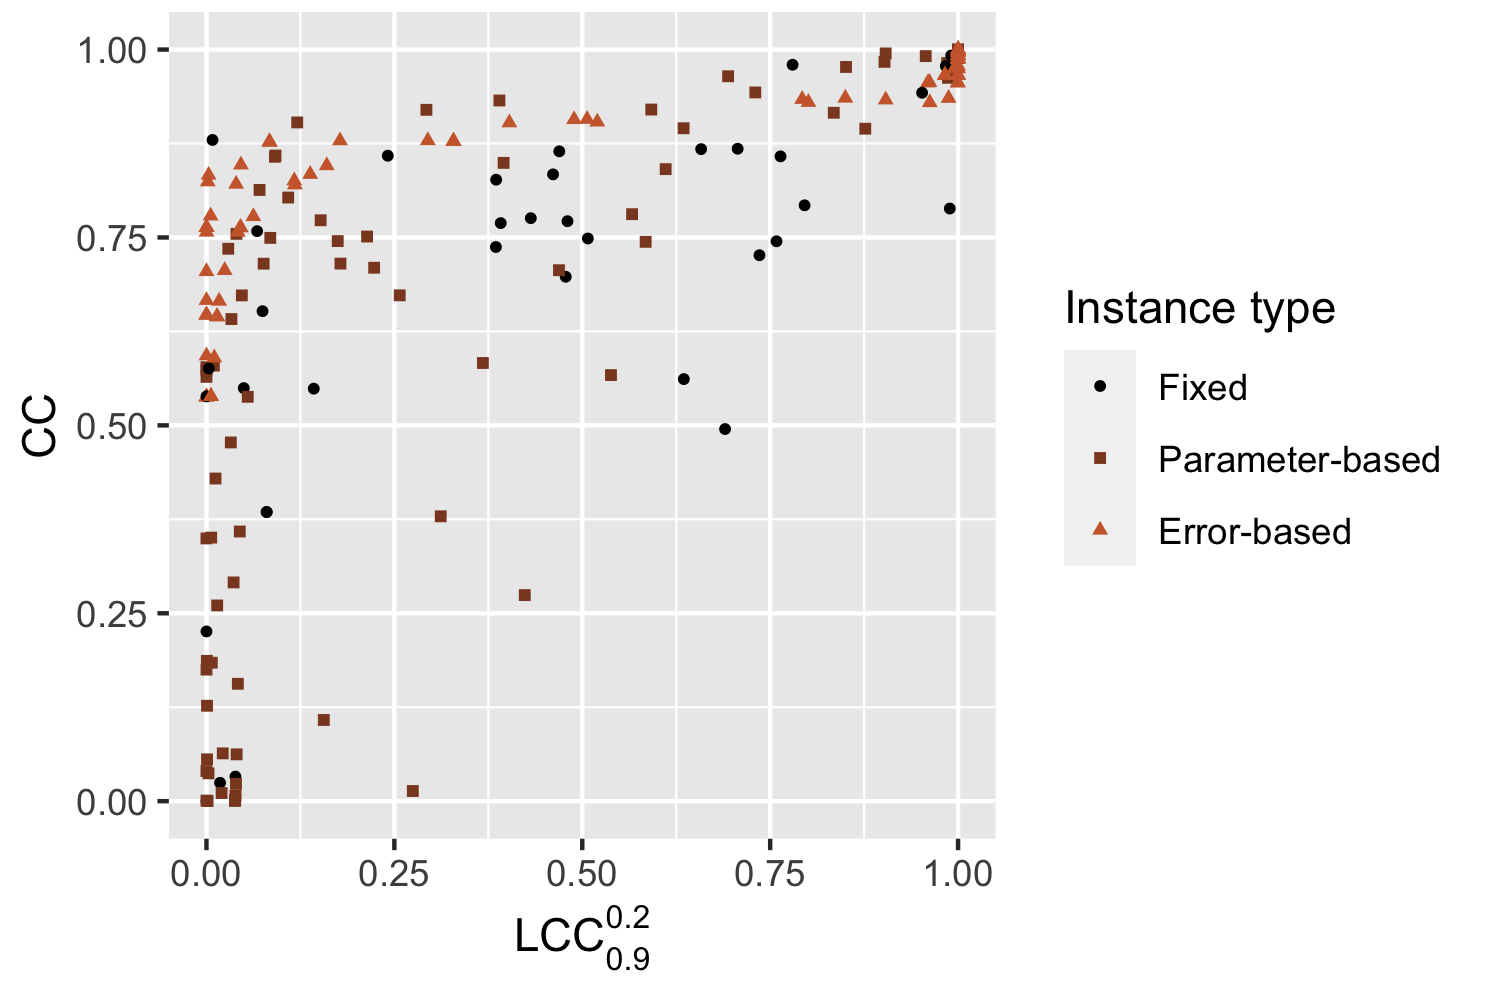 1.00
0.75
0.50
0.25
0.00
CC
0.00 0.25 0.50 0.75 1.00
LCC^{0.2}_{0.9}
Instance type
Fixed
Parameter-based
Error-based